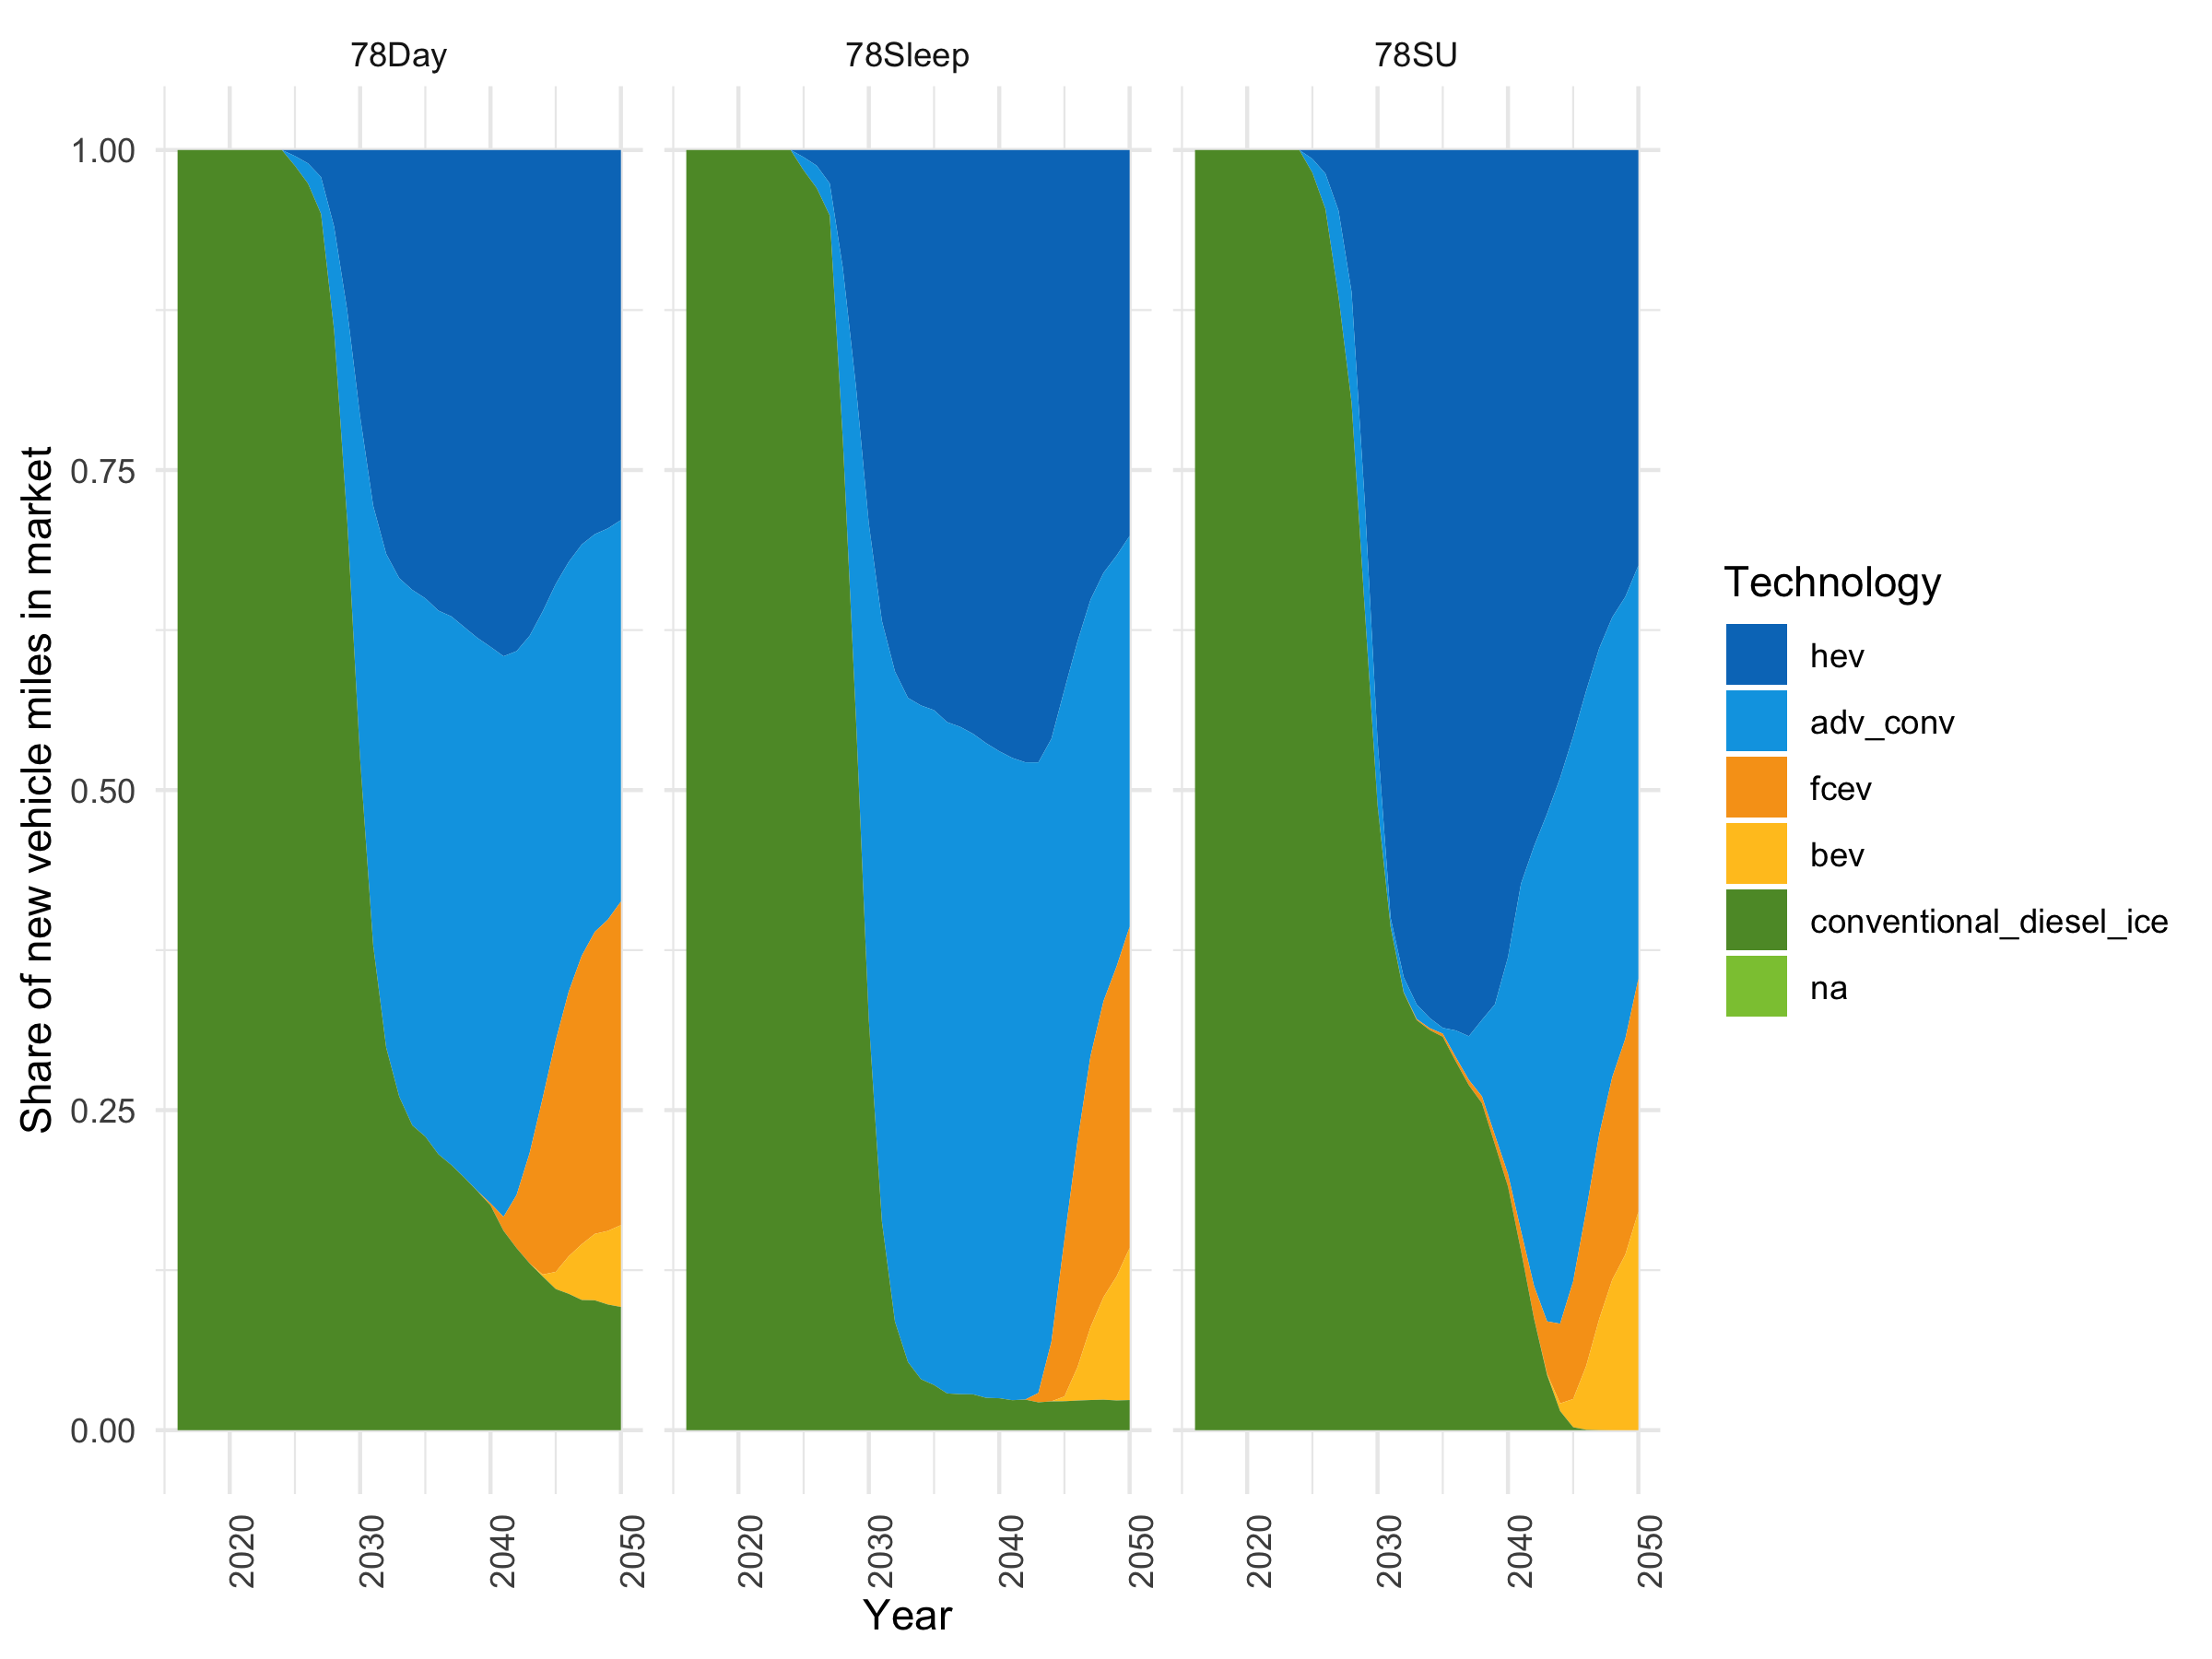 78Day
78Sleep
78SU
Share of new vehicle miles in market
1.00
0.75
0.50
0.25
0.00
2020
2030
2040
2050
2020
2030
2040
2050
2020
2030
2040
2050
Year
Technology
hev
adv_conv
fcev
bev
conventional_diesel_ice
na